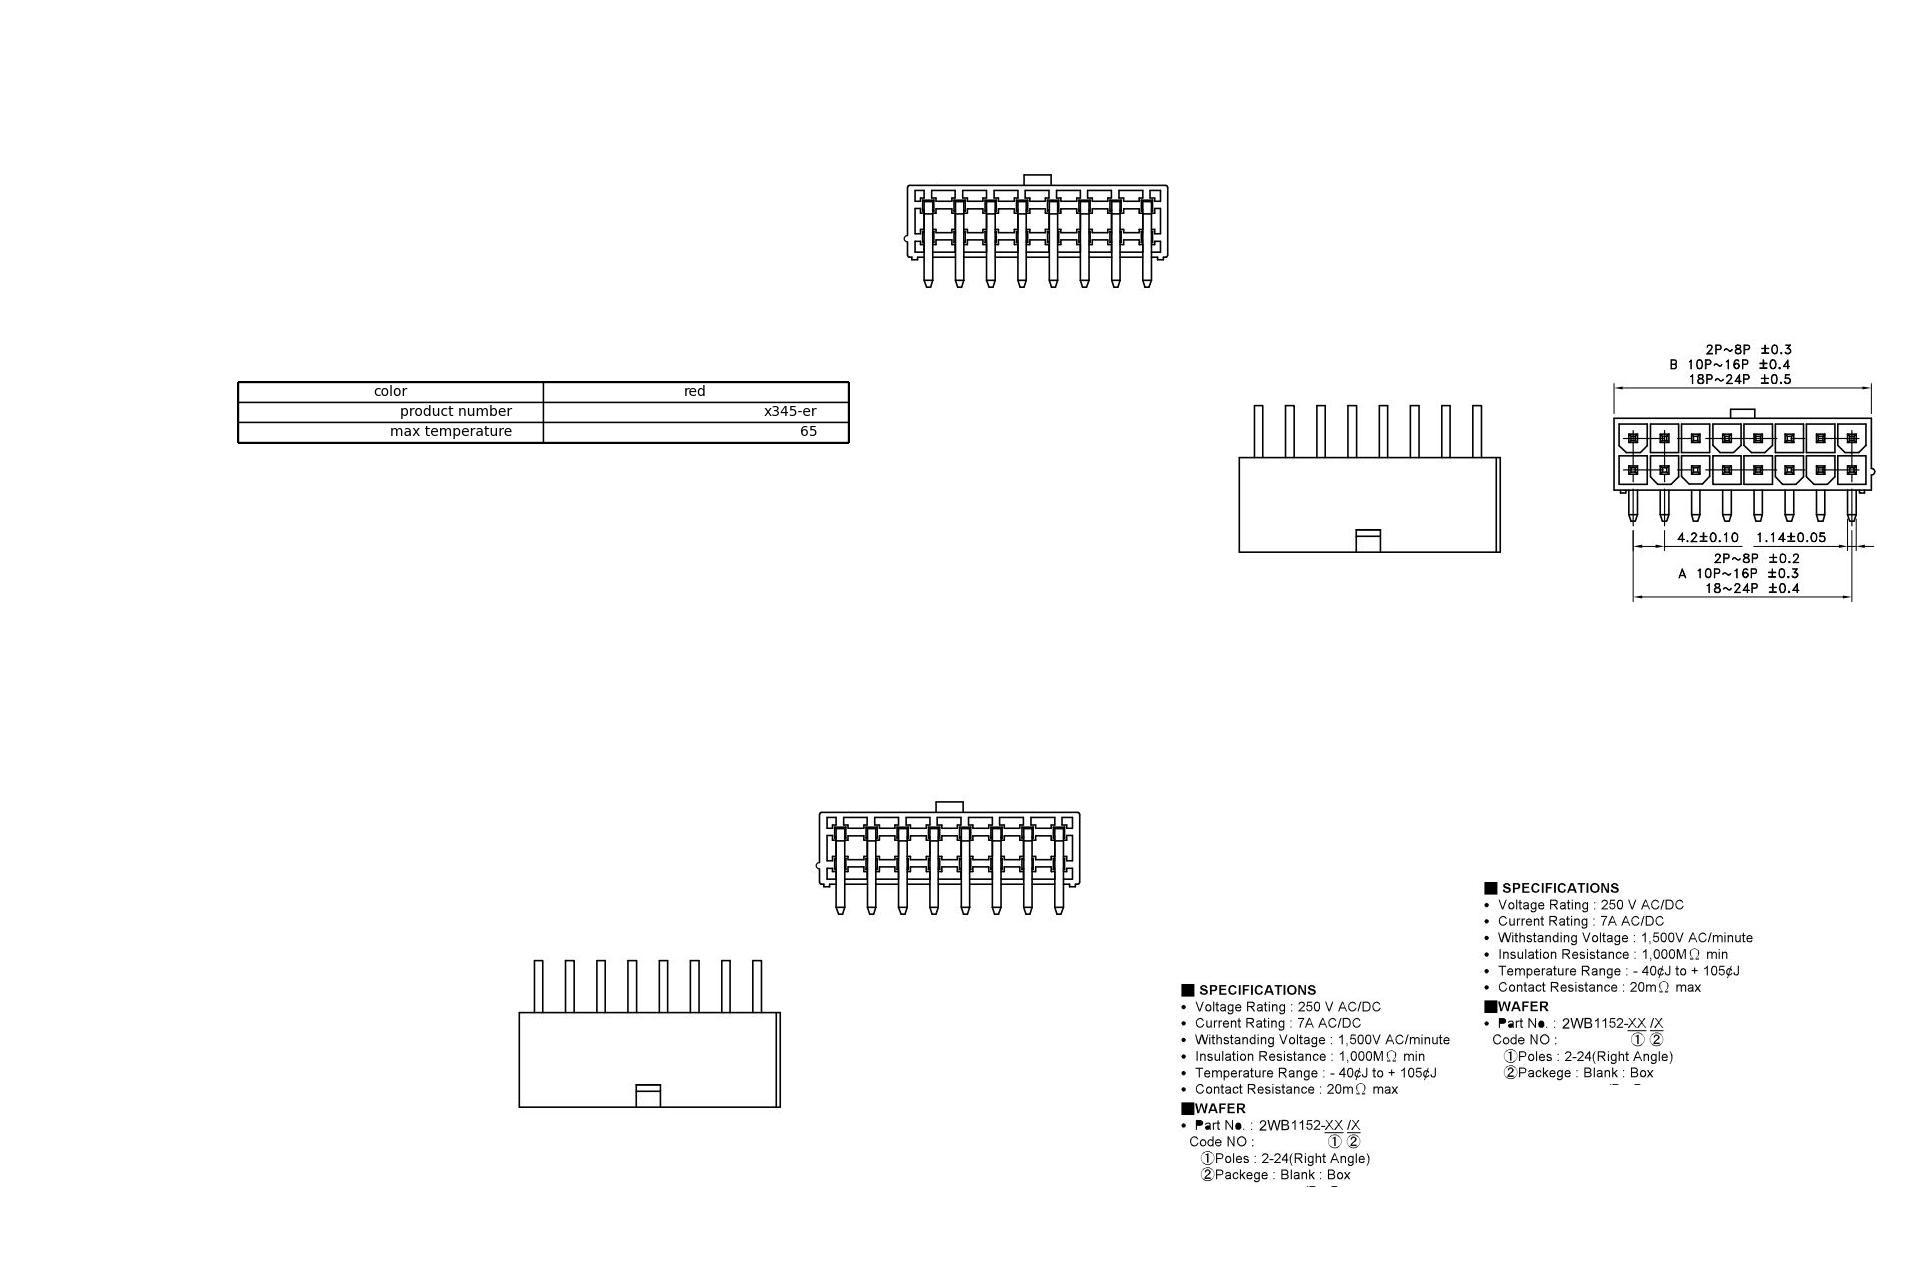 2P~8P ±0.3
B 10P~16P ±0.4
18P~24P ±0.5
color red
product number x345-er
max temperature 65
4.2±0.10 1.14±0.05
2P~8P ±0.2
A 10P~16P ±0.3
18~24P ±0.4
■ SPECIFICATIONS
• Voltage Rating : 250 V AC/DC
• Current Rating : 7A AC/DC
• Withstanding Voltage : 1,500V AC/minute
• Insulation Resistance : 1,000MΩ min
• Temperature Range : - 40¢J to + 105¢J
• Contact Resistance : 20mΩ max
■WAFER
• Part No. : 2WB1152-XX /X
Code NO : ① ②
①Poles : 2-24(Right Angle)
②Packege : Blank : Box
■ SPECIFICATIONS
• Voltage Rating : 250 V AC/DC
• Current Rating : 7A AC/DC
• Withstanding Voltage : 1,500V AC/minute
• Insulation Resistance : 1,000MΩ min
• Temperature Range : - 40¢J to + 105¢J
• Contact Resistance : 20mΩ max
■WAFER
• Part No. : 2WB1152-XX /X
Code NO : ① ②
①Poles : 2-24(Right Angle)
②Packege : Blank : Box